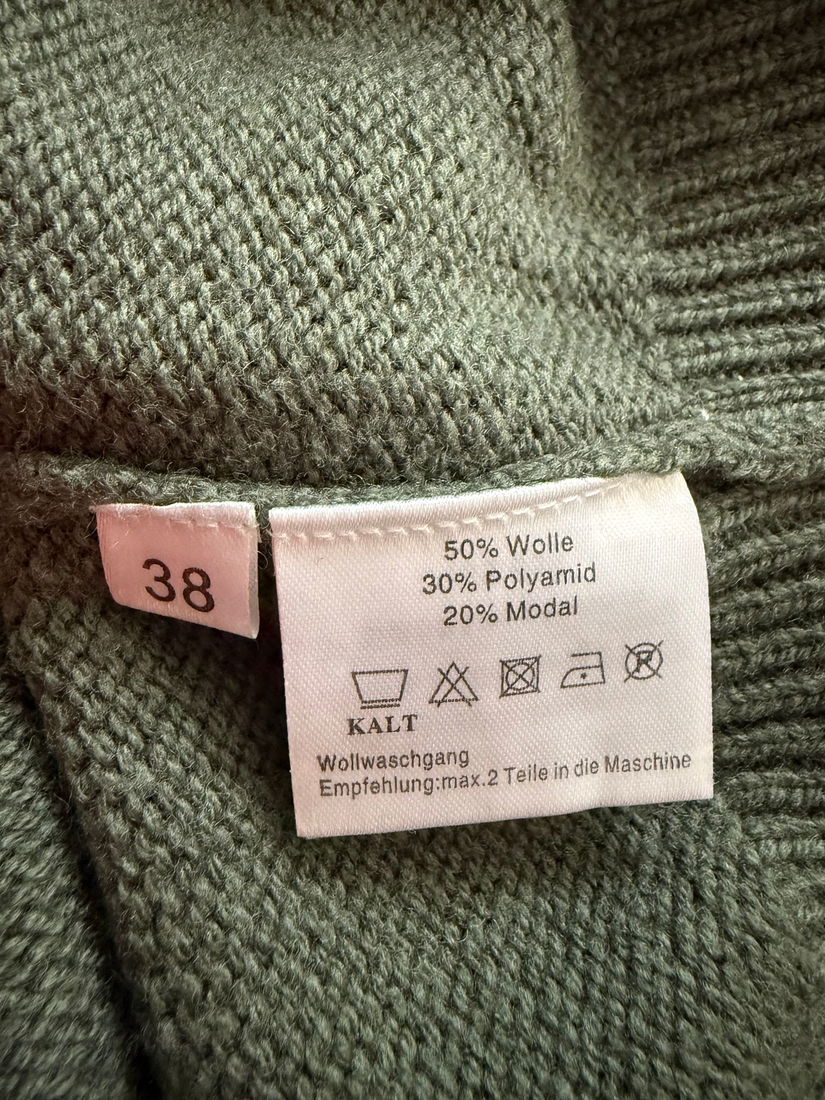 38
50% Wolle
30% Polyamid
20% Modal
P
KALT
Wollwaschgang
Empfehlung:max.2 Teile in die Maschine